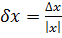 δx = Δx / |x|